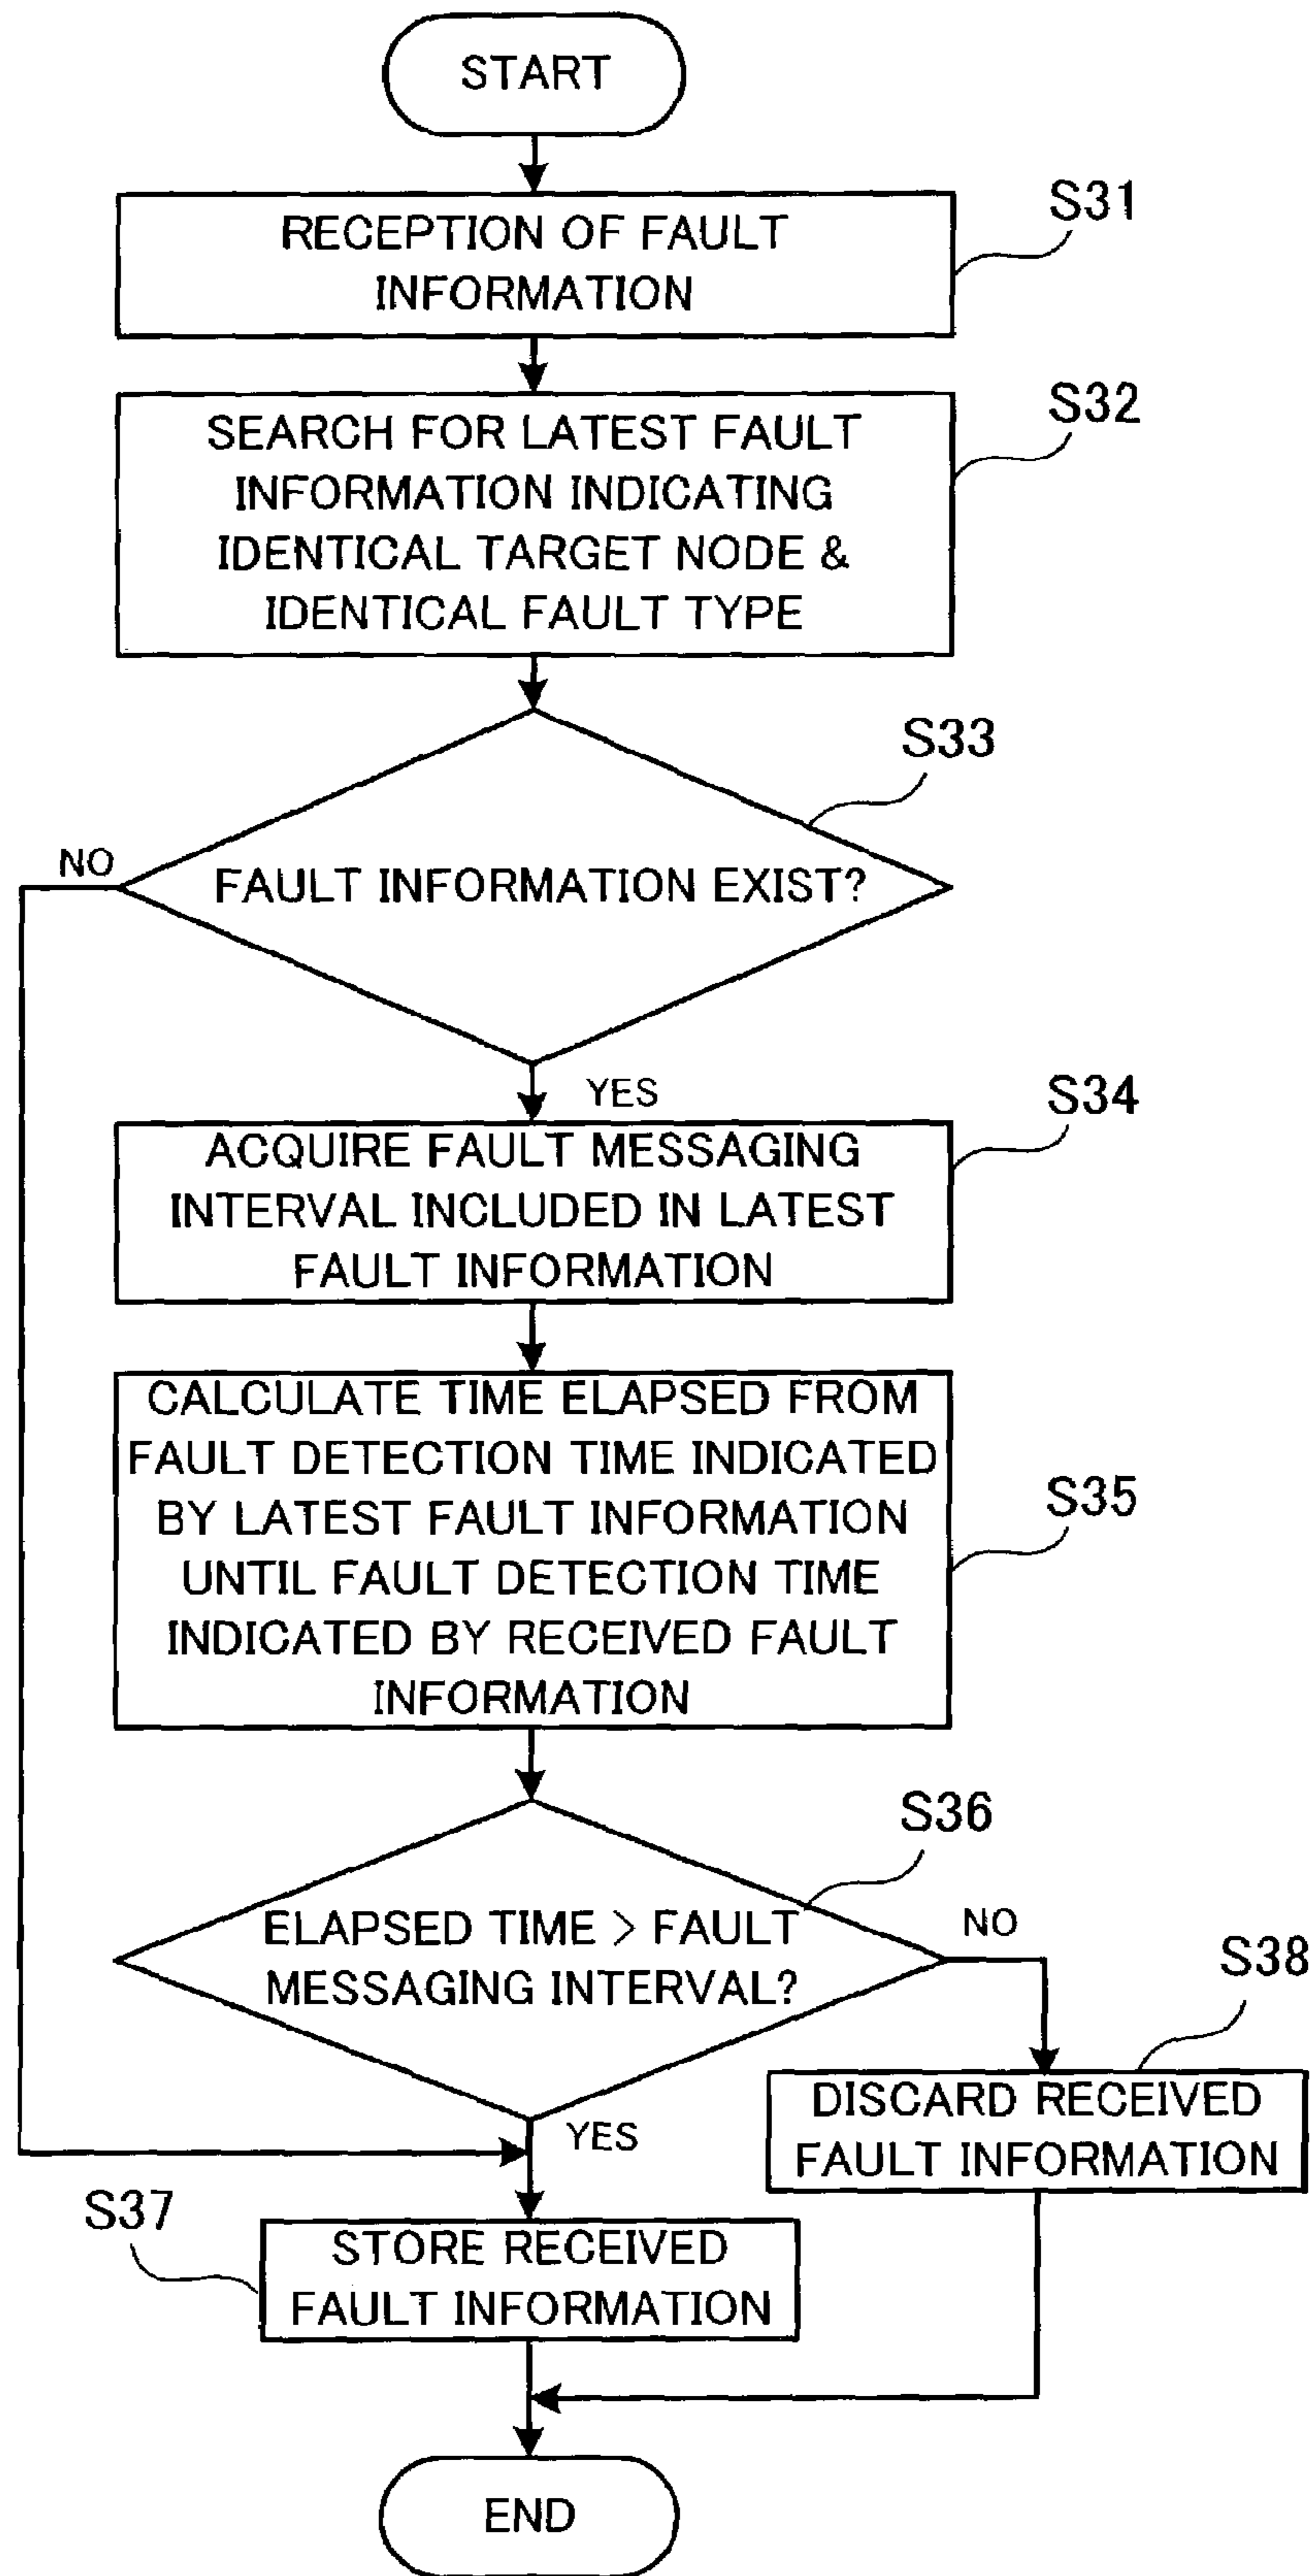 START
S31
RECEPTION OF FAULT
INFORMATION
S32
SEARCH FOR LATEST FAULT
INFORMATION INDICATING
IDENTICAL TARGET NODE &
IDENTICAL FAULT TYPE
S33
NO
FAULT INFORMATION EXIST?
YES
S34
ACQUIRE FAULT MESSAGING
INTERVAL INCLUDED IN LATEST
FAULT INFORMATION
CALCULATE TIME ELAPSED FROM
FAULT DETECTION TIME INDICATED
BY LATEST FAULT INFORMATION
UNTIL FAULT DETECTION TIME
INDICATED BY RECEIVED FAULT
INFORMATION
S35
S36
ELAPSED TIME > FAULT
MESSAGING INTERVAL?
NO
S38
DISCARD RECEIVED
FAULT INFORMATION
YES
S37
STORE RECEIVED
FAULT INFORMATION
END